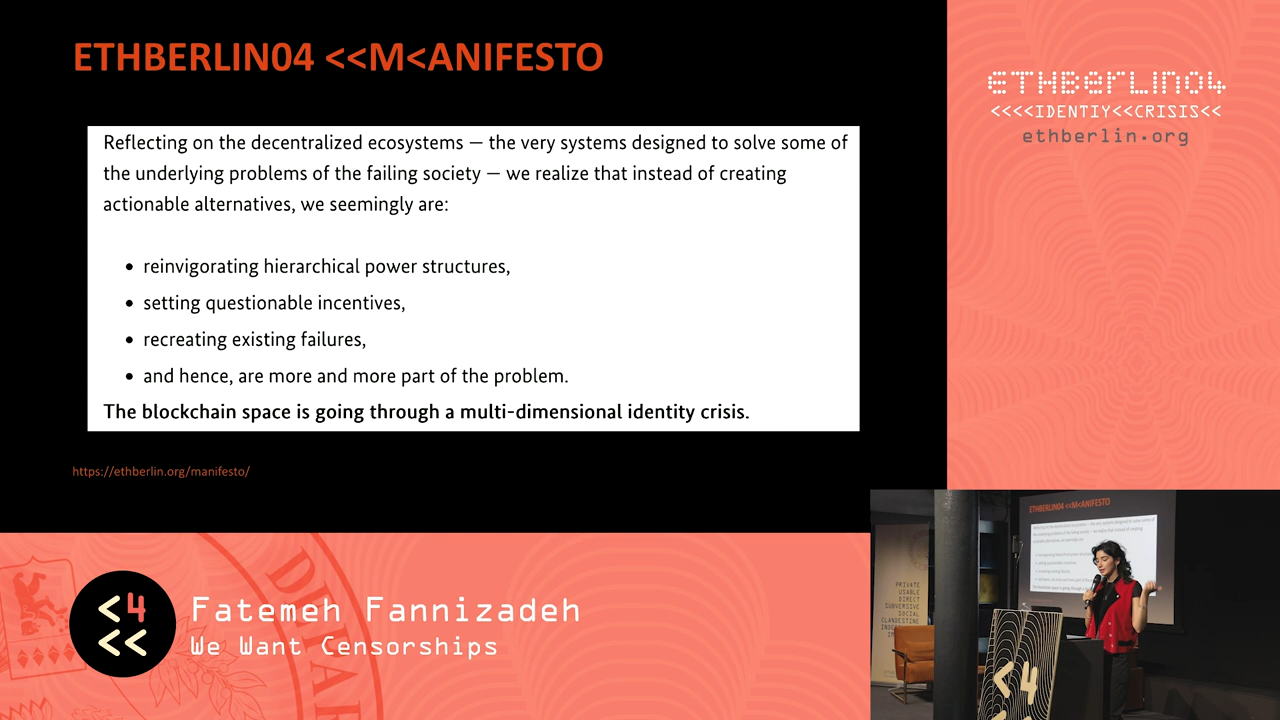 ETHBERLIN04 <<M<ANIFESTO
Reflecting on the decentralized ecosystems — the very systems designed to solve some of
the underlying problems of the failing society — we realize that instead of creating
actionable alternatives, we seemingly are:
• reinvigorating hierarchical power structures,
• setting questionable incentives,
• recreating existing failures,
• and hence, are more and more part of the problem.
The blockchain space is going through a multi-dimensional identity crisis.
https://ethberlin.org/manifesto/
ETHBerlin04
<<<<IDENTIY<<CRISIS<<
ethberlin.org
<4
<<
Fatemeh Fannizadeh
We Want Censorships
ETHBERLIN04 <<M<ANIFESTO
PRIVATE
USABLE
DIRECT
SUBVERSIVE
SOCIAL
CLANDESTINE
<4